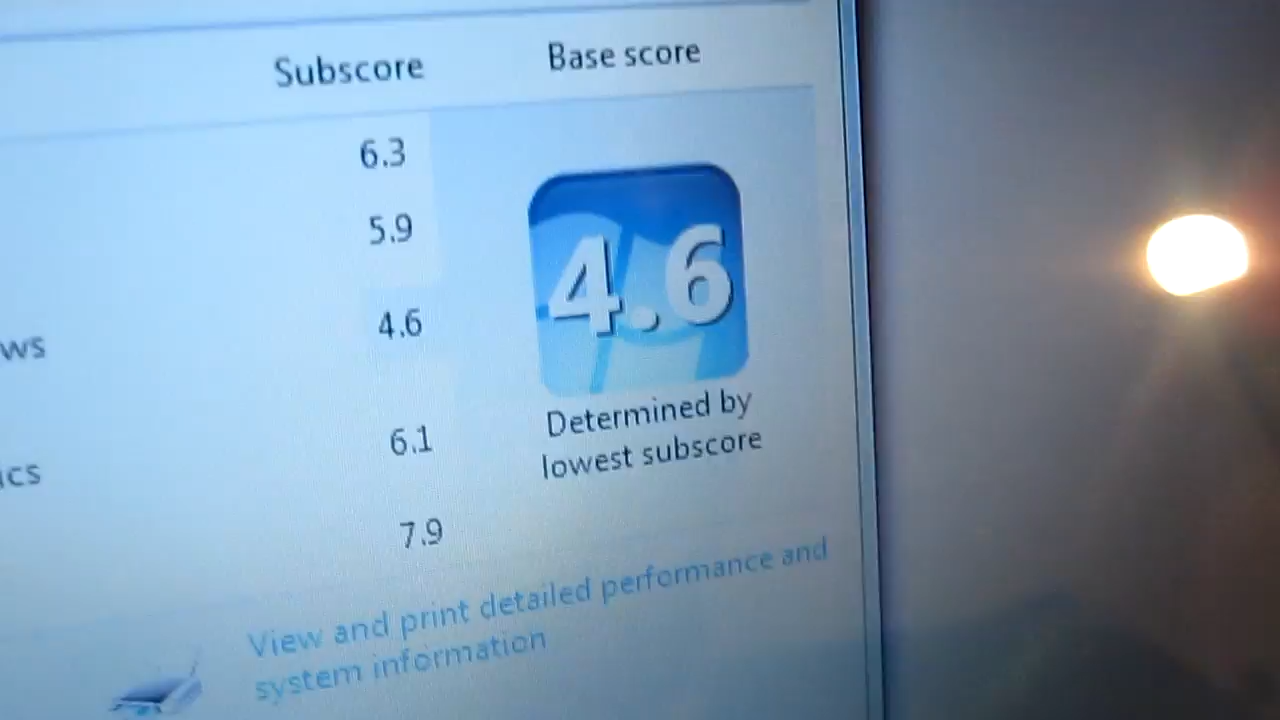 Subscore Base score
6.3
5.9
4.6
ws
4.6
6.1
Determined by
lowest subscore
ics
7.9
View and print detailed performance and
system information